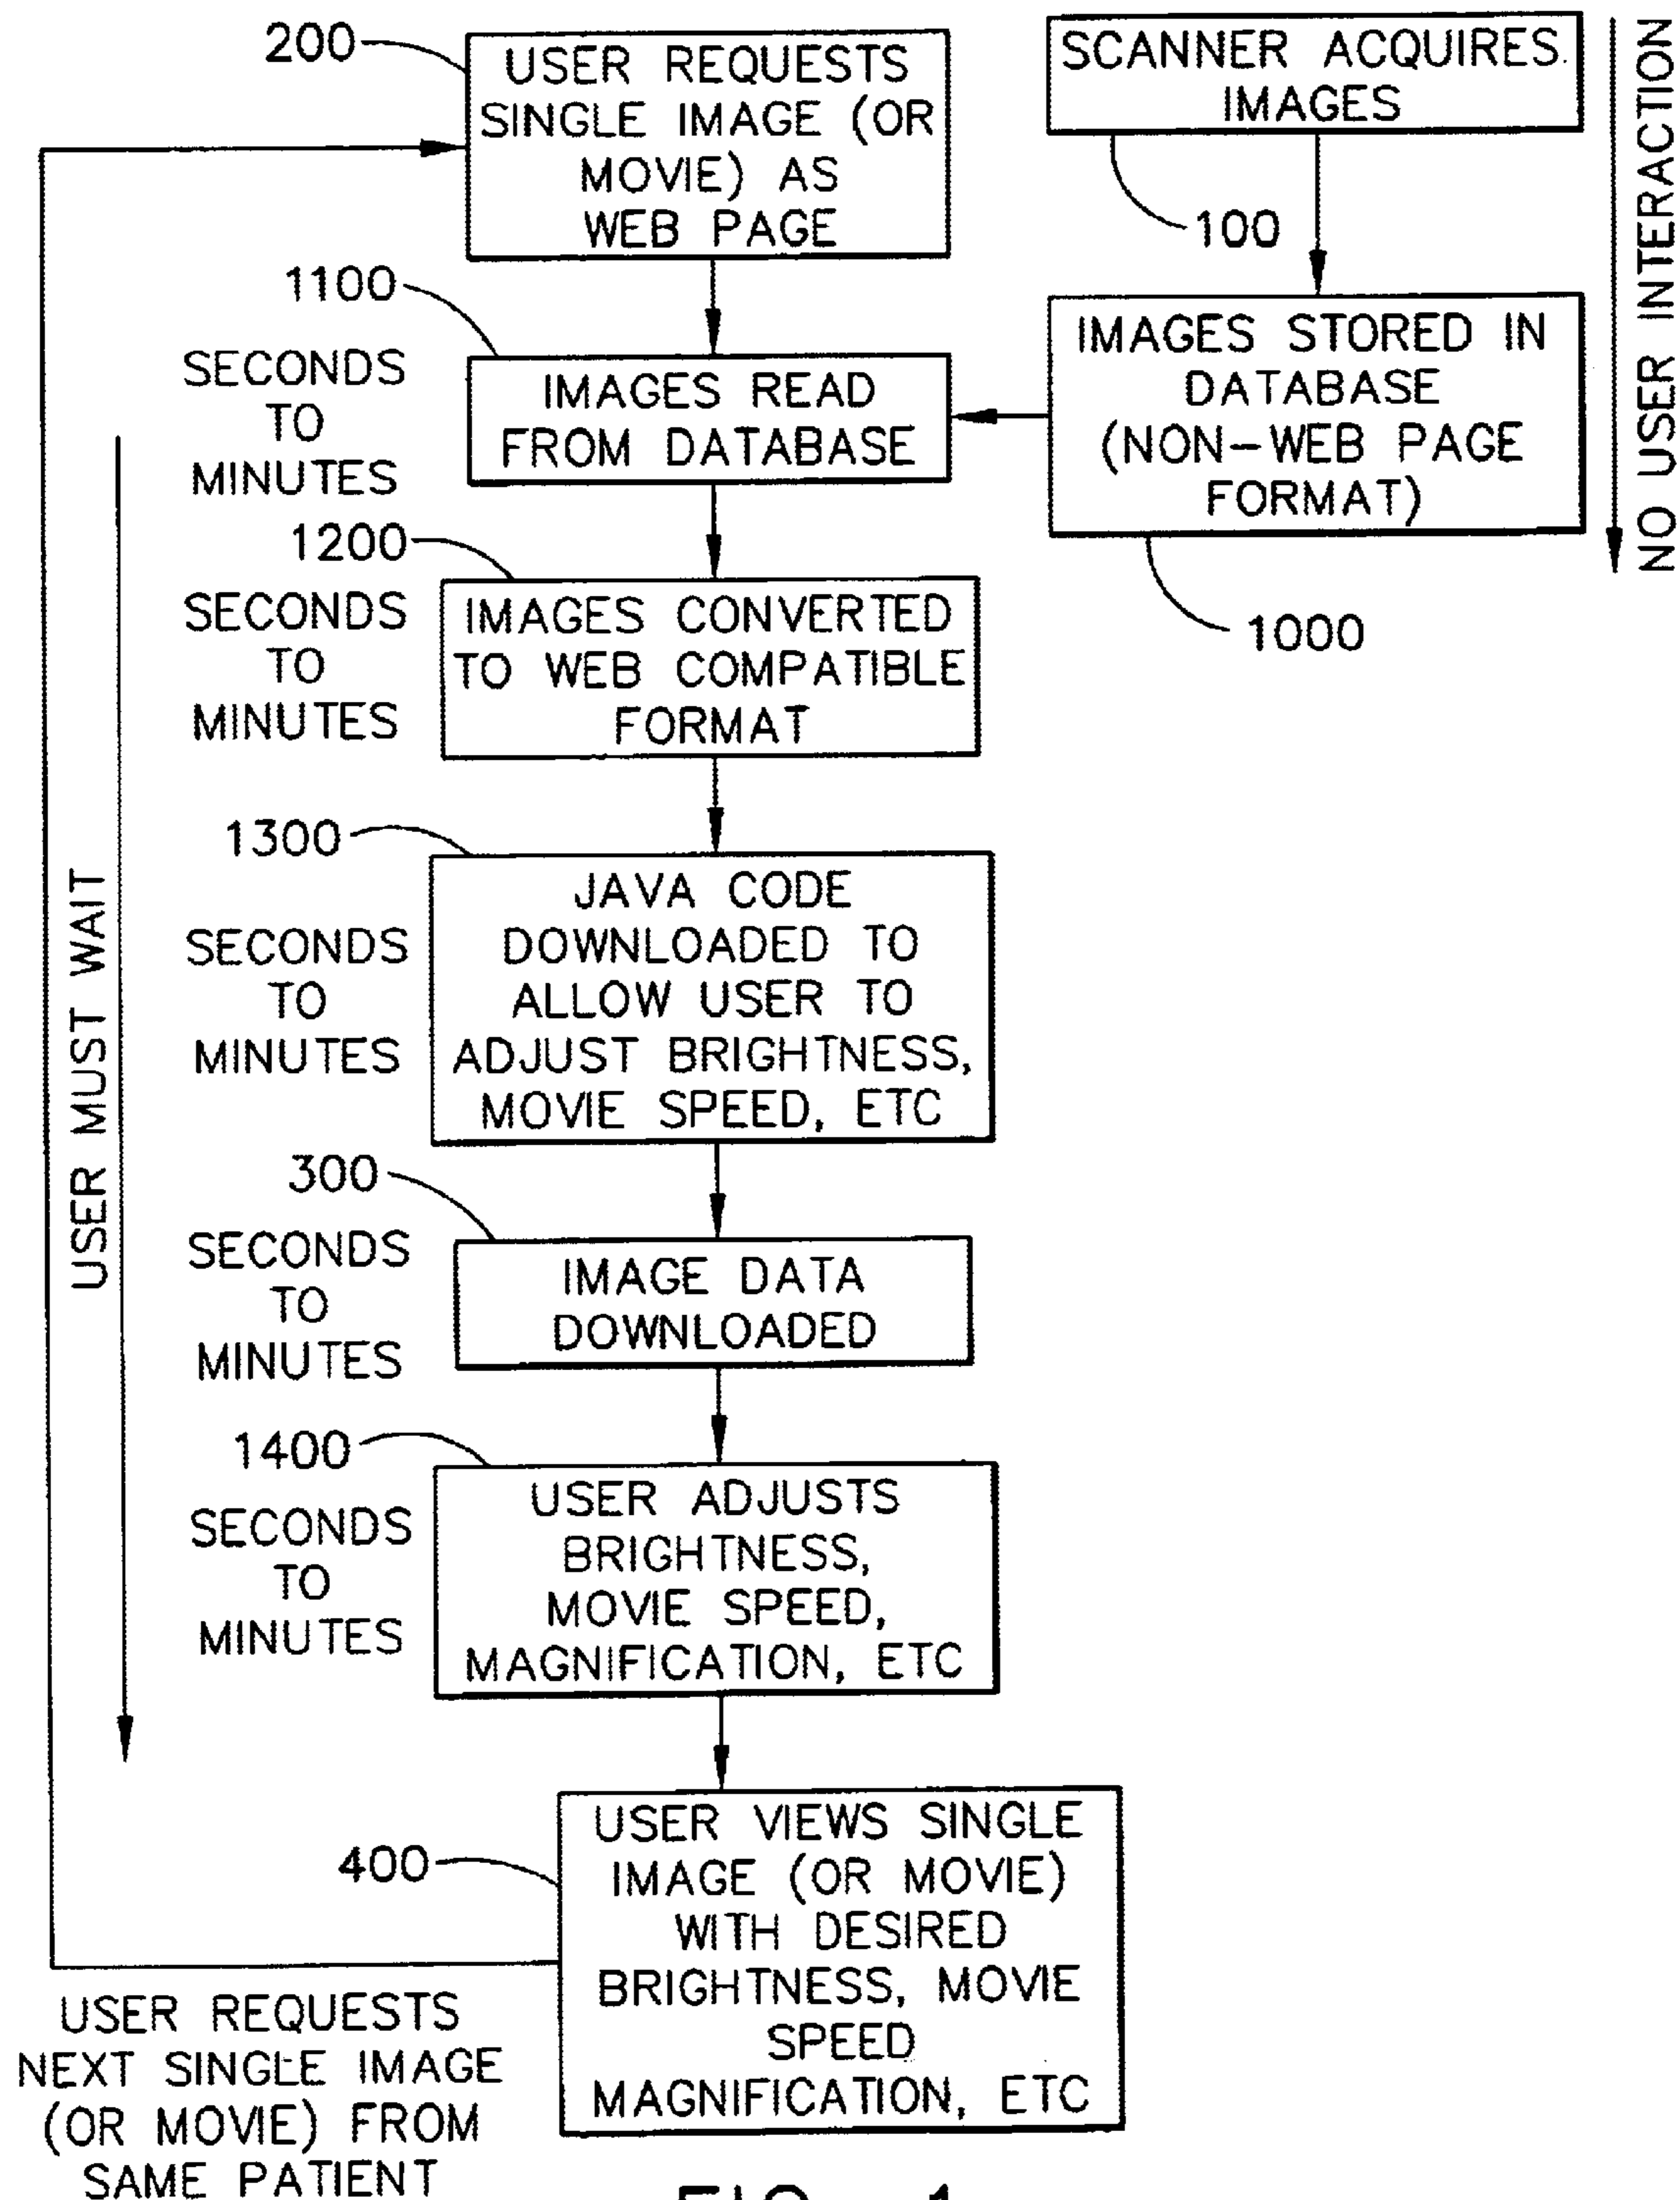 200
USER REQUESTS
SINGLE IMAGE (OR
MOVIE) AS
WEB PAGE
SCANNER ACQUIRES
IMAGES
100
NO USER INTERACTION
1100
SECONDS
TO
MINUTES
IMAGES READ
FROM DATABASE
IMAGES STORED IN
DATABASE
(NON-WEB PAGE
FORMAT)
1000
1200
SECONDS
TO
MINUTES
IMAGES CONVERTED
TO WEB COMPATIBLE
FORMAT
USER MUST WAIT
1300
SECONDS
TO
MINUTES
JAVA CODE
DOWNLOADED TO
ALLOW USER TO
ADJUST BRIGHTNESS,
MOVIE SPEED, ETC
300
SECONDS
TO
MINUTES
IMAGE DATA
DOWNLOADED
1400
SECONDS
TO
MINUTES
USER ADJUSTS
BRIGHTNESS,
MOVIE SPEED,
MAGNIFICATION, ETC
400
USER VIEWS SINGLE
IMAGE (OR MOVIE)
WITH DESIRED
BRIGHTNESS, MOVIE
SPEED
MAGNIFICATION, ETC
USER REQUESTS
NEXT SINGLE IMAGE
(OR MOVIE) FROM
SAME PATIENT
FIG. 1